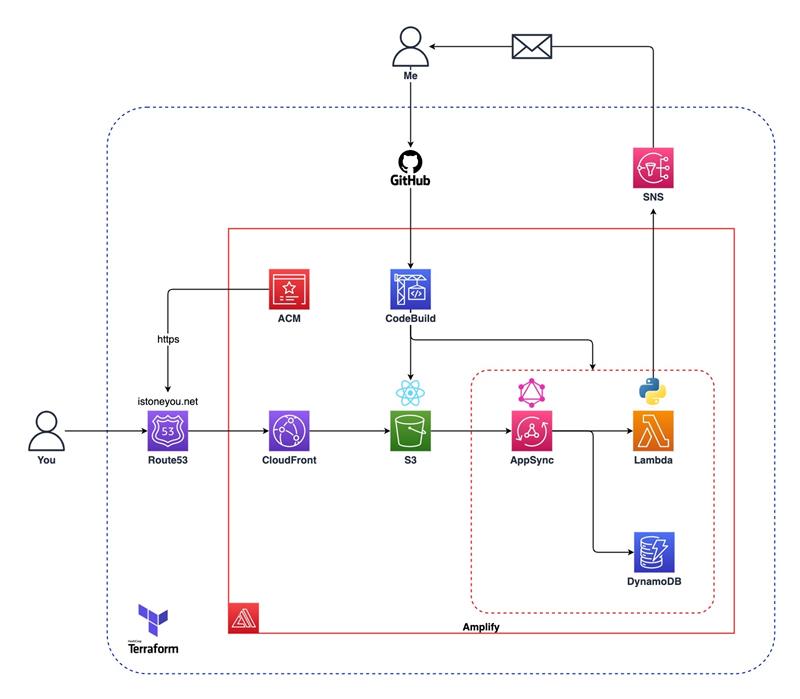 Me
GitHub
SNS
ACM
CodeBuild
https
istoneyou.net
53
You
Route53
CloudFront
S3
AppSync
Lambda
DynamoDB
HashiCorp
Terraform
Amplify